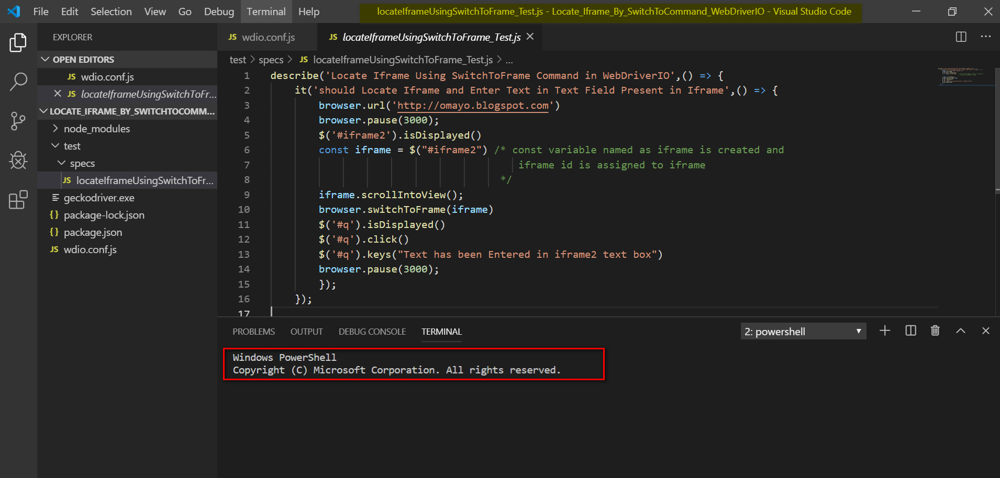 File Edit Selection View Go Debug Terminal Help locateIframeUsingSwitchToFrame_Test.js - Locate_Iframe_By_SwitchToCommand_WebDriverIO - Visual Studio Code
EXPLORER
OPEN EDITORS
JS wdio.conf.js
JS locateIframeUsingSwitchToFr...
LOCATE_IFRAME_BY_SWITCHTOCOMM...
node_modules
test
specs
JS locateIframeUsingSwitchToFr...
geckodriver.exe
{} package-lock.json
{} package.json
JS wdio.conf.js
JS wdio.conf.js JS locateIframeUsingSwitchToFrame_Test.js
test > specs > JS locateIframeUsingSwitchToFrame_Test.js > ...
1 describe('Locate Iframe Using SwitchToFrame Command in WebDriverIO',() => {
2 it('should Locate Iframe and Enter Text in Text Field Present in Iframe',() => {
3 browser.url('http://omayo.blogspot.com')
4 browser.pause(3000);
5 $('#iframe2').isDisplayed()
6 const iframe = $("#iframe2") /* const variable named as iframe is created and
7 iframe id is assigned to iframe
8 */
9 iframe.scrollIntoView();
10 browser.switchToFrame(iframe)
11 $('#q').isDisplayed()
12 $('#q').click()
13 $('#q').keys("Text has been Entered in iframe2 text box")
14 browser.pause(3000);
15 });
16 });
17
PROBLEMS OUTPUT DEBUG CONSOLE TERMINAL 2: powershell
Windows PowerShell
Copyright (C) Microsoft Corporation. All rights reserved.